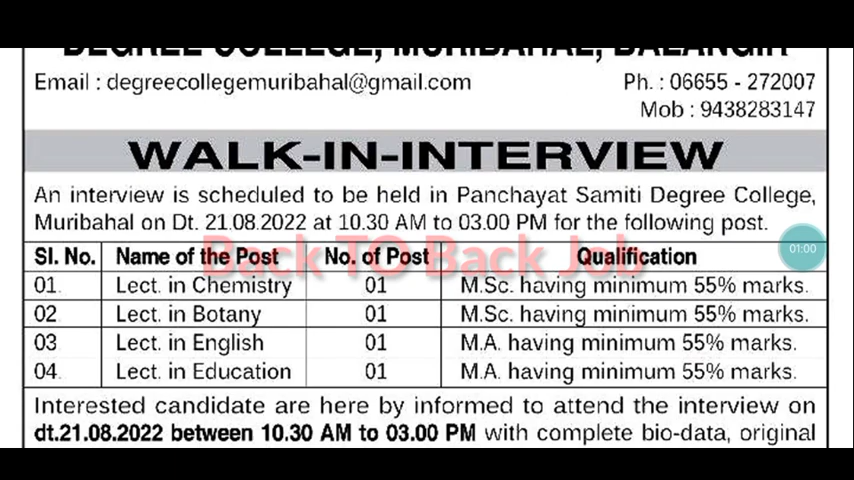 DEGREE COLLEGE, MURIBAHAL, BALANGIR
Email : degreecollegemuribahal@gmail.com Ph. : 06655 - 272007
Mob : 9438283147
WALK-IN-INTERVIEW
An interview is scheduled to be held in Panchayat Samiti Degree College,
Muribahal on Dt. 21.08.2022 at 10.30 AM to 03.00 PM for the following post.
01:00
Back TO Back Job
Sl. No. Name of the Post No. of Post Qualification
01. Lect. in Chemistry 01 M.Sc. having minimum 55% marks.
02 Lect. in Botany 01 M.Sc. having minimum 55% marks.
03 Lect. in English 01 M.A. having minimum 55% marks.
04. Lect. in Education 01 M.A. having minimum 55% marks.
Interested candidate are here by informed to attend the interview on
dt.21.08.2022 between 10.30 AM to 03.00 PM with complete bio-data, original